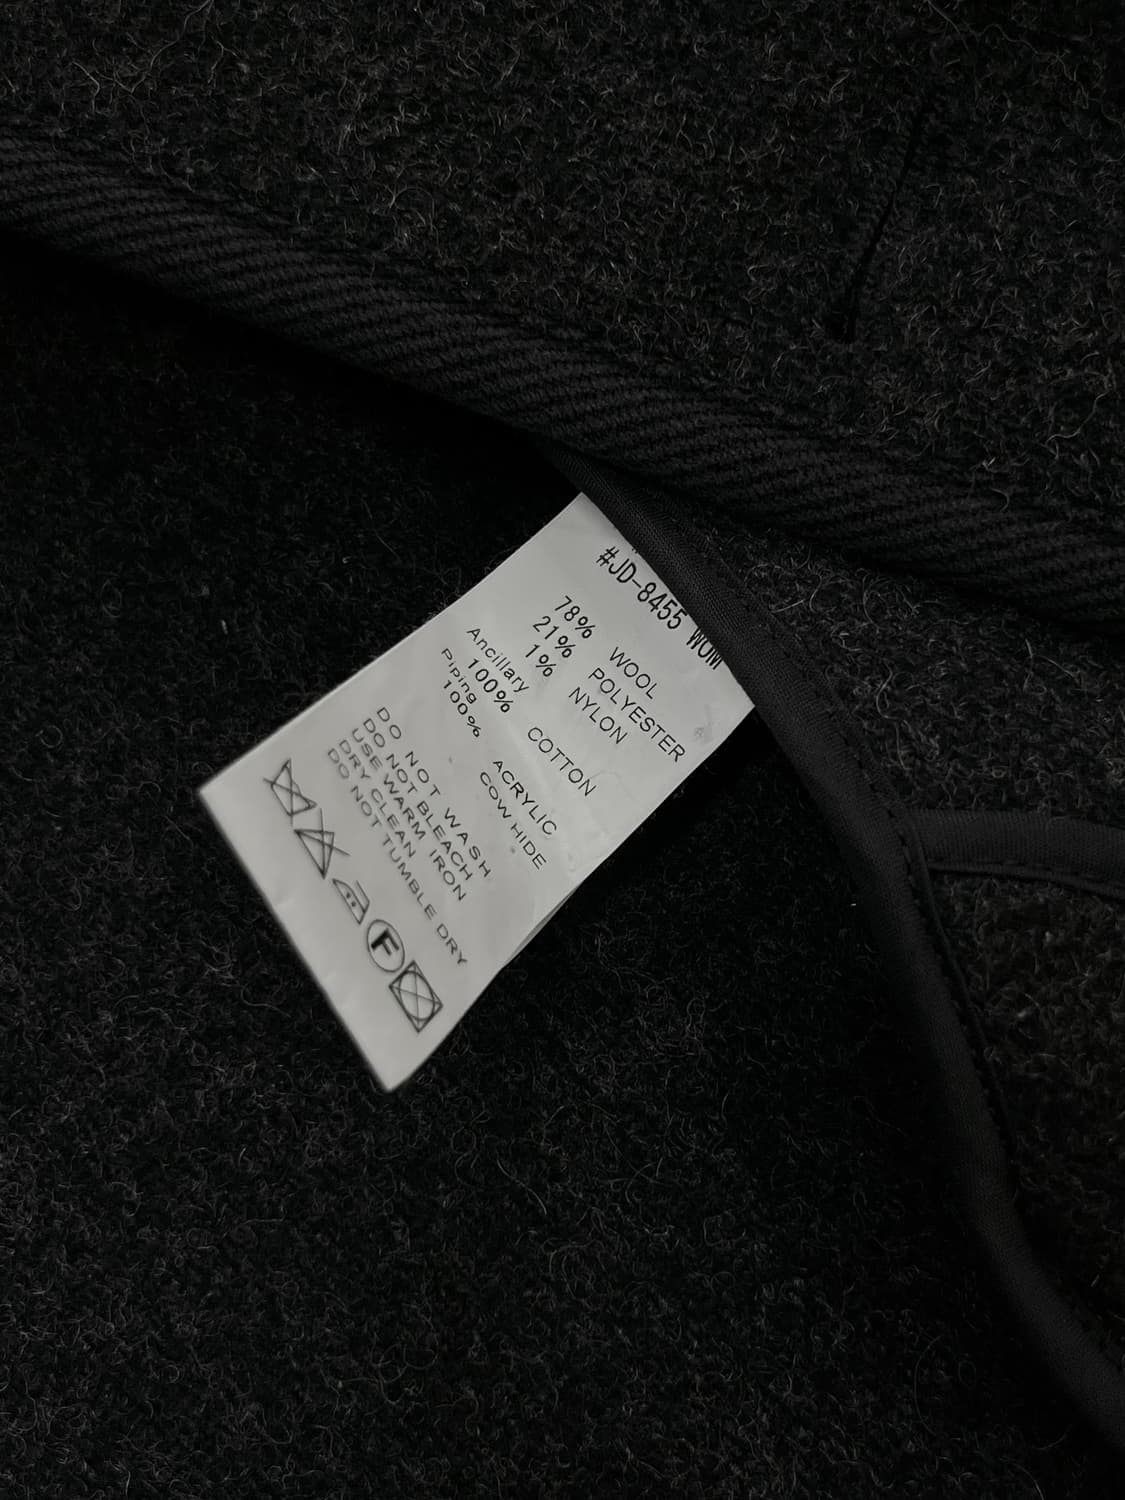 #JD-8455 WOM
78% WOOL
21% POLYESTER
1% NYLON
Ancillary
100% COTTON
Piping
100% ACRYLIC
COW HIDE
DO NO WASH
DO NOT BLEACH
USE WARM IRON
DRY CLEAN
DO NOT TUMBLE DRY
F